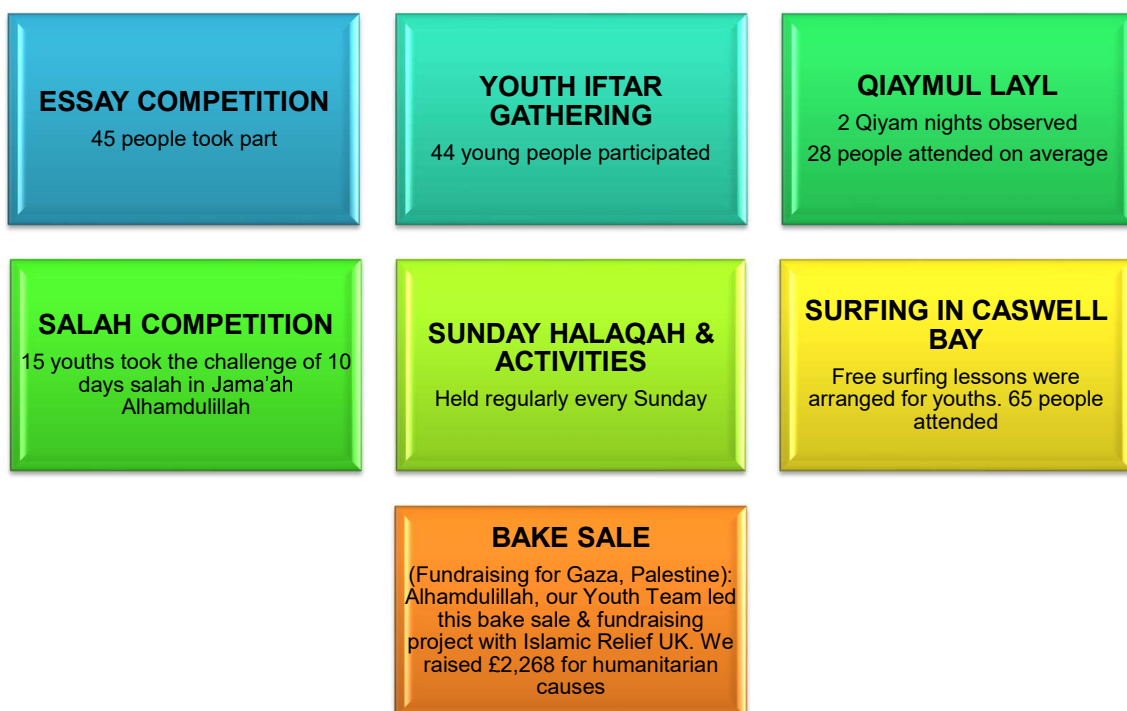 ESSAY COMPETITION
45 people took part
YOUTH IFTAR
GATHERING
44 young people participated
QIAYMUL LAYL
2 Qiyam nights observed
28 people attended on average
SALAH COMPETITION
15 youths took the challenge of 10
days salah in Jama’ah
Alhamdulillah
SUNDAY HALAQAH &
ACTIVITIES
Held regularly every Sunday
SURFING IN CASWELL
BAY
Free surfing lessons were
arranged for youths. 65 people
attended
BAKE SALE
(Fundraising for Gaza, Palestine):
Alhamdulillah, our Youth Team led
this bake sale & fundraising
project with Islamic Relief UK. We
raised £2,268 for humanitarian
causes